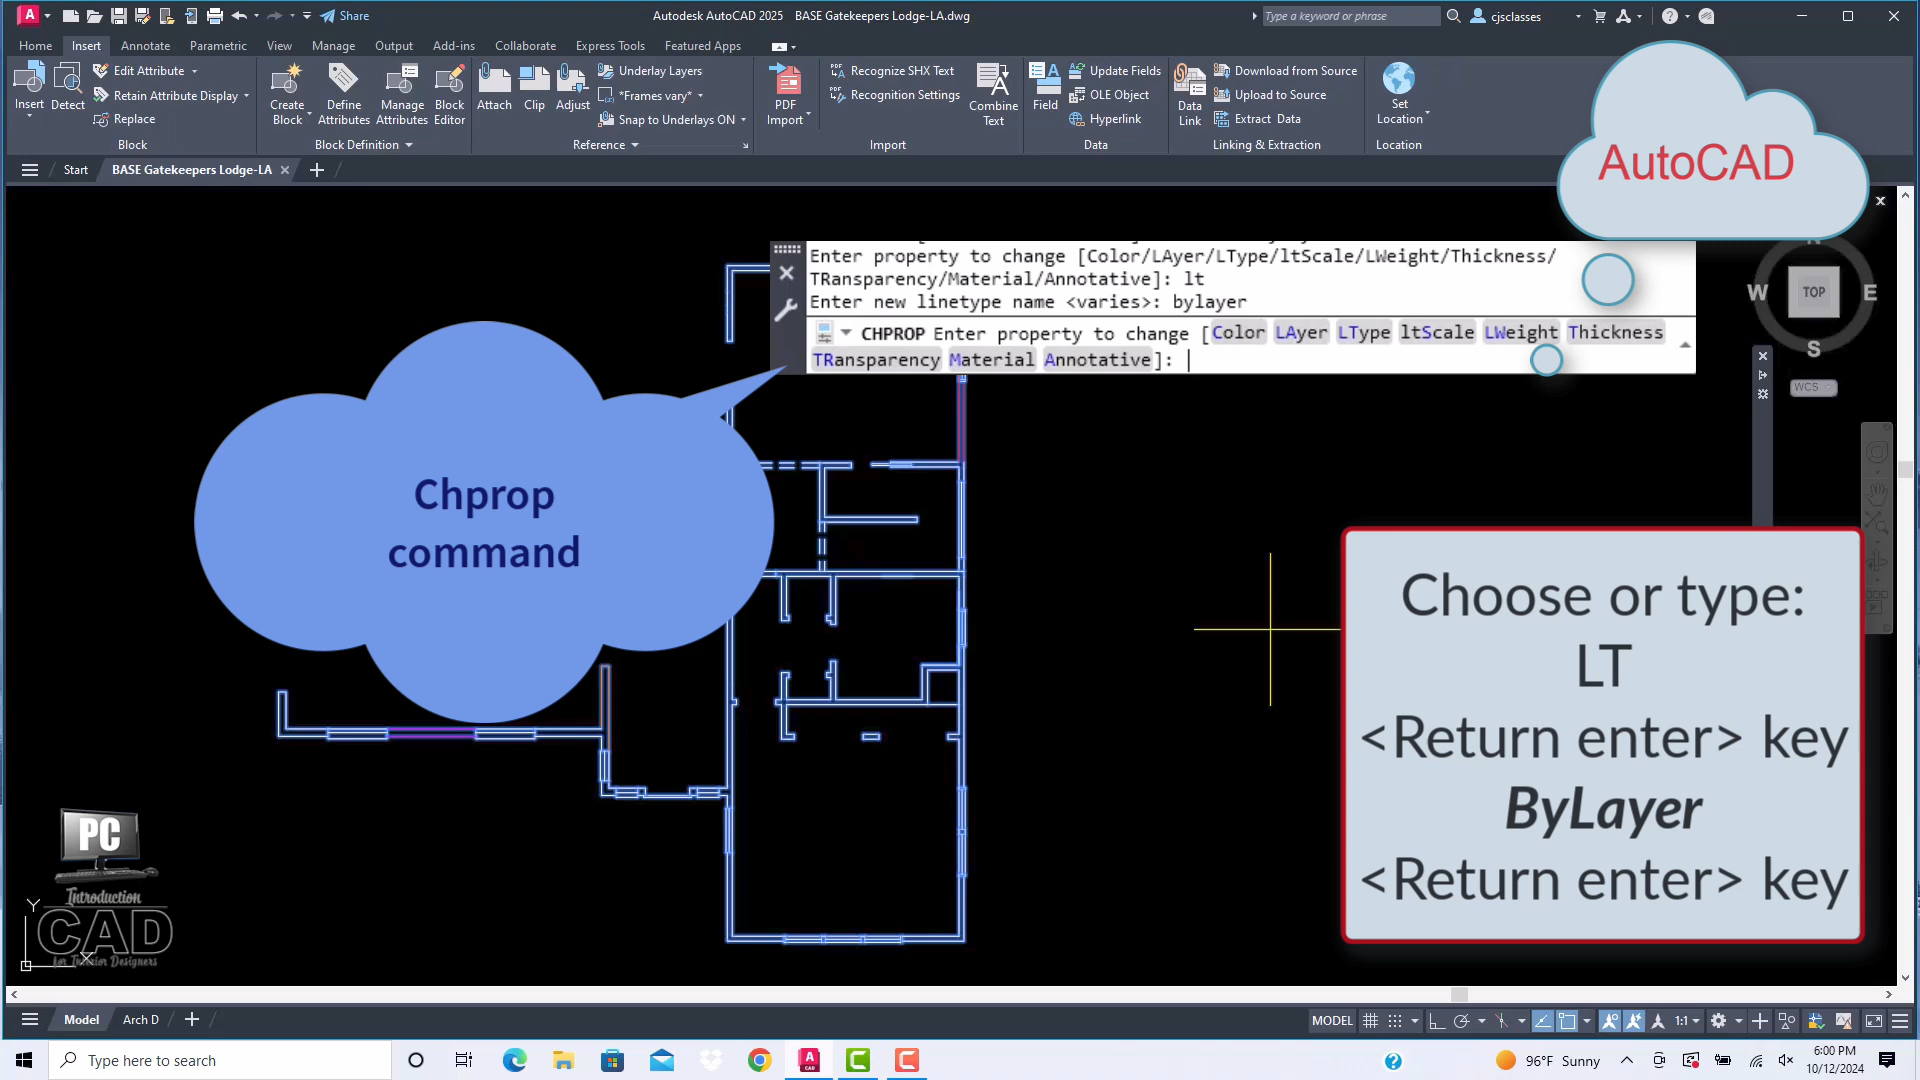 Share
Autodesk AutoCAD 2025 BASE Gatekeepers Lodge-LA.dwg
Type a keyword or phrase
cjsclasses
Home Insert Annotate Parametric View Manage Output Add-ins Collaborate Express Tools Featured Apps
Insert
Detect
Edit Attribute
Retain Attribute Display
Replace
Block
Create Block
Define Attributes
Manage Attributes
Block Editor
Block Definition
Attach
Clip
Adjust
Underlay Layers
*Frames vary*
Snap to Underlays ON
Reference
PDF Import
Recognize SHX Text
Recognition Settings
Combine Text
Import
Field
Update Fields
OLE Object
Hyperlink
Data
Data Link
Download from Source
Upload to Source
Extract Data
Linking & Extraction
Set Location
Location
AutoCAD
Start BASE Gatekeepers Lodge-LA
Enter property to change [Color/LAyer/LType/ltScale/LWeight/Thickness/
TRansparency/Material/Annotative]: lt
Enter new linetype name <varies>: bylayer
CHPROP Enter property to change [Color LAyer LType ltScale LWeight Thickness
TRansparency Material Annotative]:
W TOP E
S
WCS
Chprop
command
Choose or type:
LT
<Return enter> key
ByLayer
<Return enter> key
PC
Introduction
CAD
for Interior Designers
Y
X
Model Arch D
MODEL 1:1
Type here to search
96°F Sunny
6:00 PM
10/12/2024